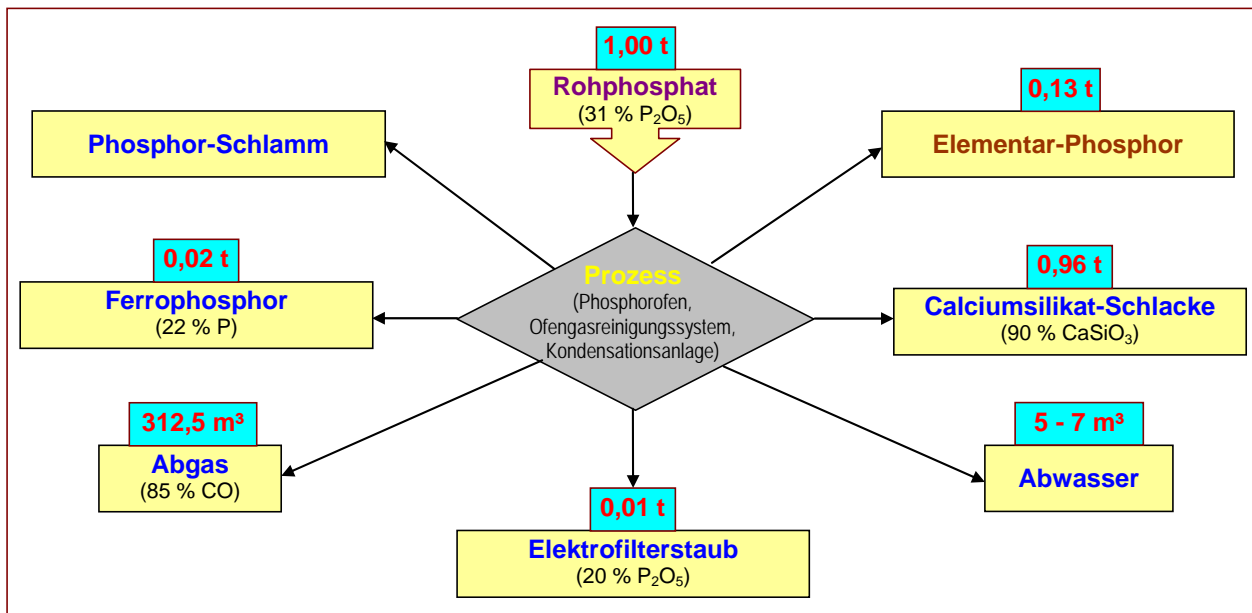 1,00 t
Rohphosphat
(31 % P₂O₅)
0,13 t
Elementar-Phosphor
Phosphor-Schlamm
0,02 t
Ferrophosphor
(22 % P)
Prozess
(Phosphorofen,
Ofengasreinigungssystem,
Kondensationsanlage)
0,96 t
Calciumsilikat-Schlacke
(90 % CaSiO₃)
312,5 m³
Abgas
(85 % CO)
0,01 t
Elektrofilterstaub
(20 % P₂O₅)
5 - 7 m³
Abwasser